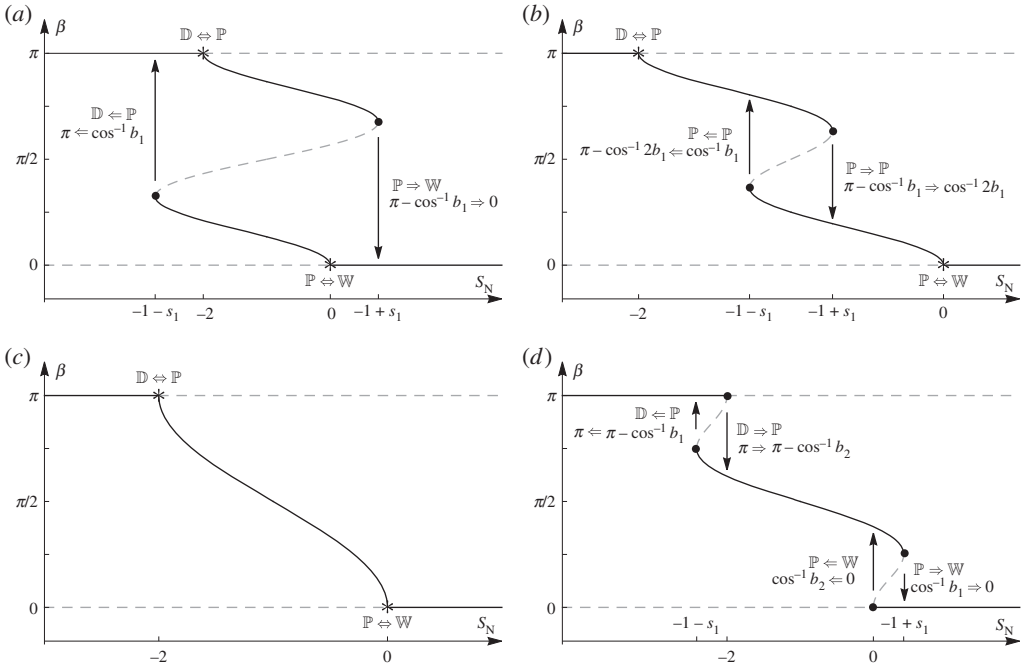 (a)
β
π
π/2
0
𝔻 ⇔ ℙ
𝔻 ⇐ ℙ
π ⇐ cos⁻¹ b₁
ℙ ⇒ 𝕎
π – cos⁻¹ b₁ ⇒ 0
ℙ ⇔ 𝕎
S_N
–1 – s₁ –2 0 –1 + s₁
(b)
β
π
π/2
0
𝔻 ⇔ ℙ
ℙ ⇐ ℙ
π – cos⁻¹ 2b₁ ⇐ cos⁻¹ b₁
ℙ ⇒ ℙ
π – cos⁻¹ b₁ ⇒ cos⁻¹ 2b₁
ℙ ⇔ 𝕎
S_N
–2 –1 – s₁ –1 + s₁ 0
(c)
β
π
π/2
0
𝔻 ⇔ ℙ
ℙ ⇔ 𝕎
S_N
–2 0
(d)
β
π
π/2
0
𝔻 ⇐ ℙ
π ⇐ π – cos⁻¹ b₁
𝔻 ⇒ ℙ
π ⇒ π – cos⁻¹ b₂
ℙ ⇐ 𝕎
cos⁻¹ b₂ ⇐ 0
ℙ ⇒ 𝕎
cos⁻¹ b₁ ⇒ 0
–1 – s₁ –1 + s₁ S_N
–2 0